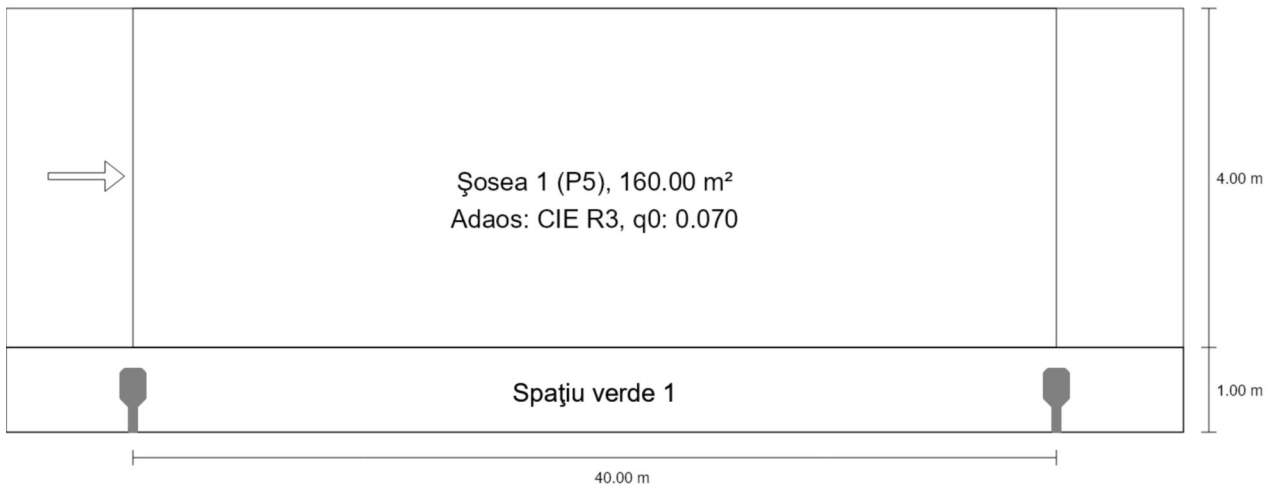 Şosea 1 (P5), 160.00 m²
Adaos: CIE R3, q0: 0.070
4.00 m
Spaţiu verde 1
1.00 m
40.00 m